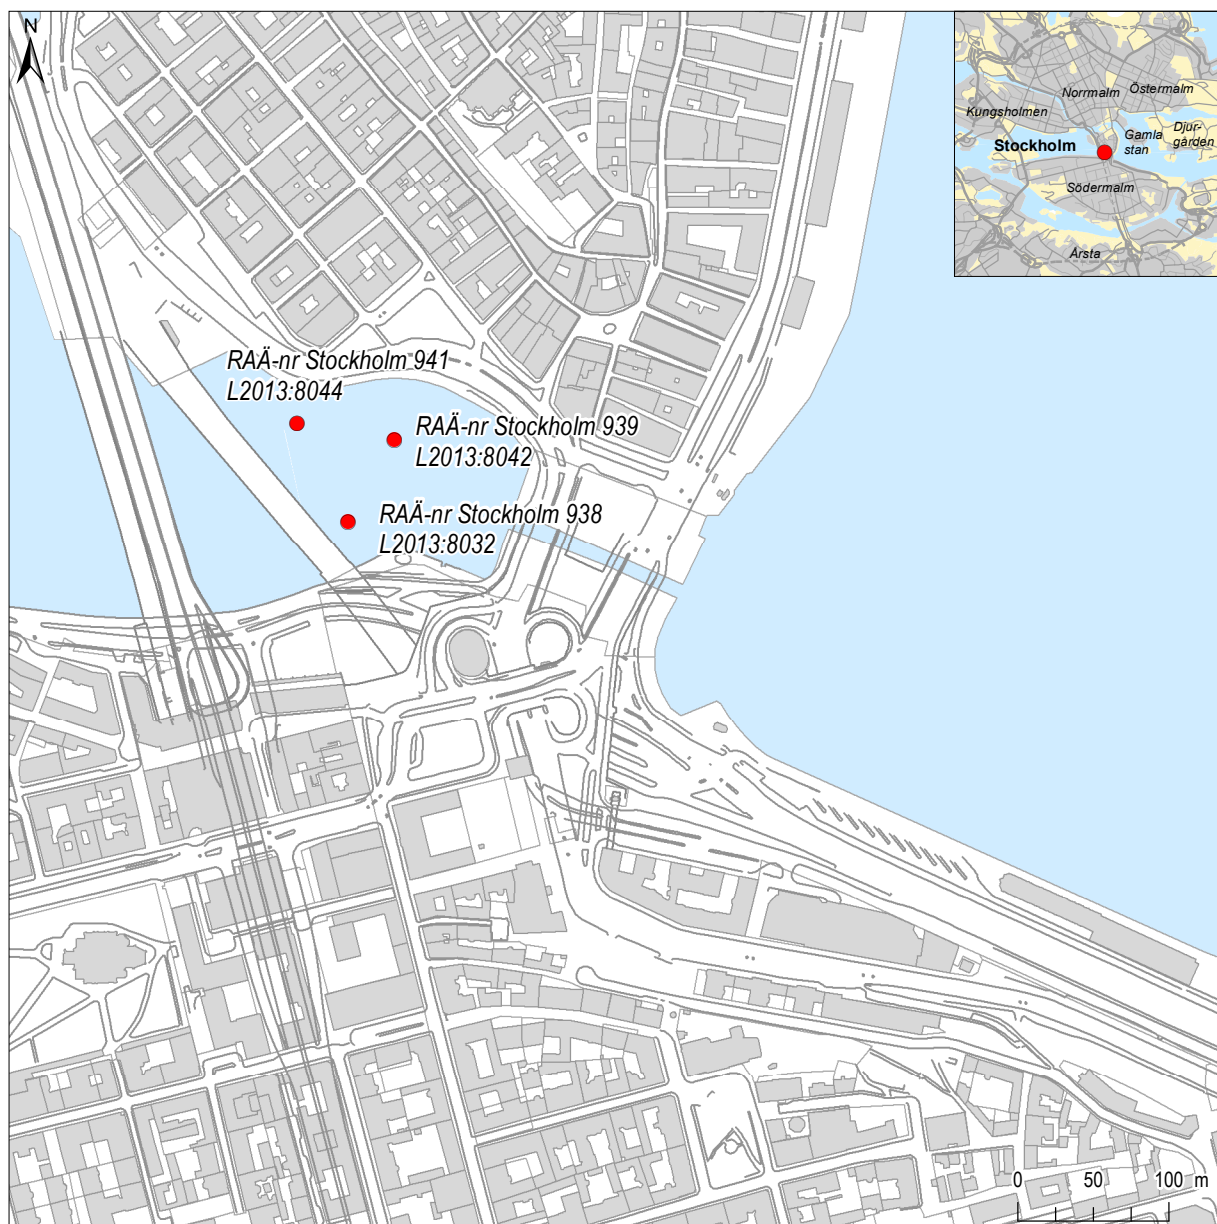 N
Norrmalm
Östermalm
Kungsholmen
Djur-
gården
Gamla
stan
Stockholm
Södermalm
Årsta
RAÄ-nr Stockholm 941
L2013:8044
RAÄ-nr Stockholm 939
L2013:8042
RAÄ-nr Stockholm 938
L2013:8032
0 50 100 m